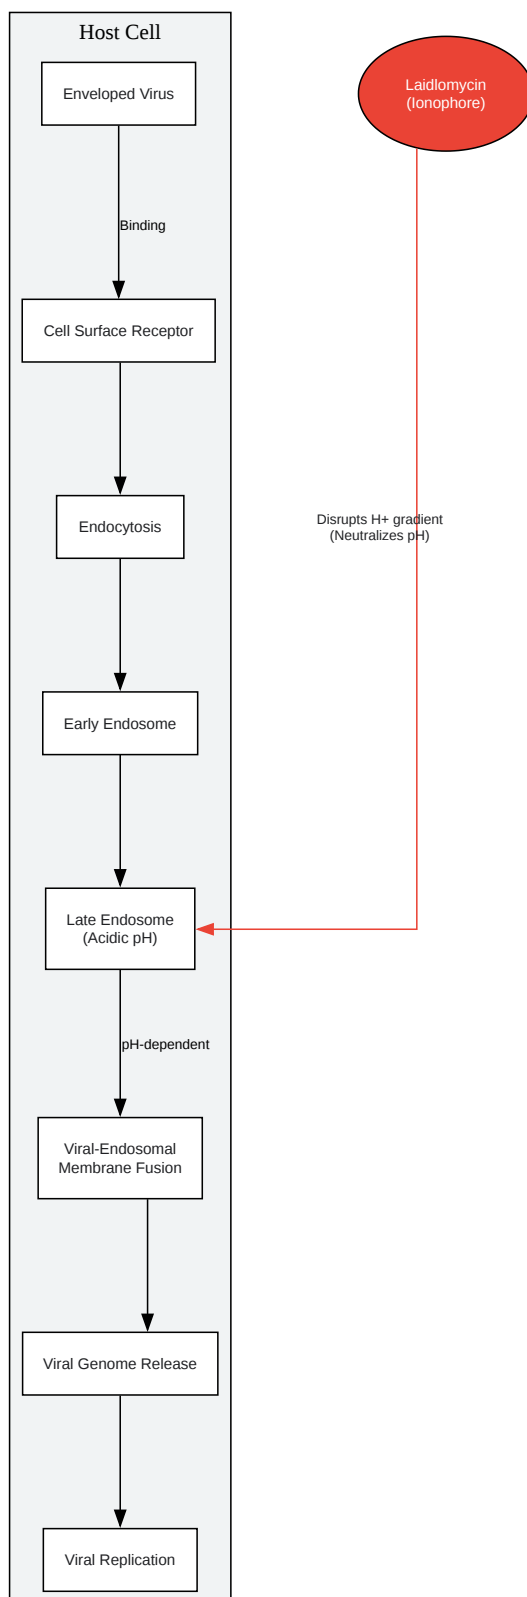 Host Cell
Enveloped Virus
Laidlomycin
(Ionophore)
Binding
Cell Surface Receptor
Endocytosis
Disrupts H+ gradient
(Neutralizes pH)
Early Endosome
Late Endosome
(Acidic pH)
pH-dependent
Viral-Endosomal
Membrane Fusion
Viral Genome Release
Viral Replication